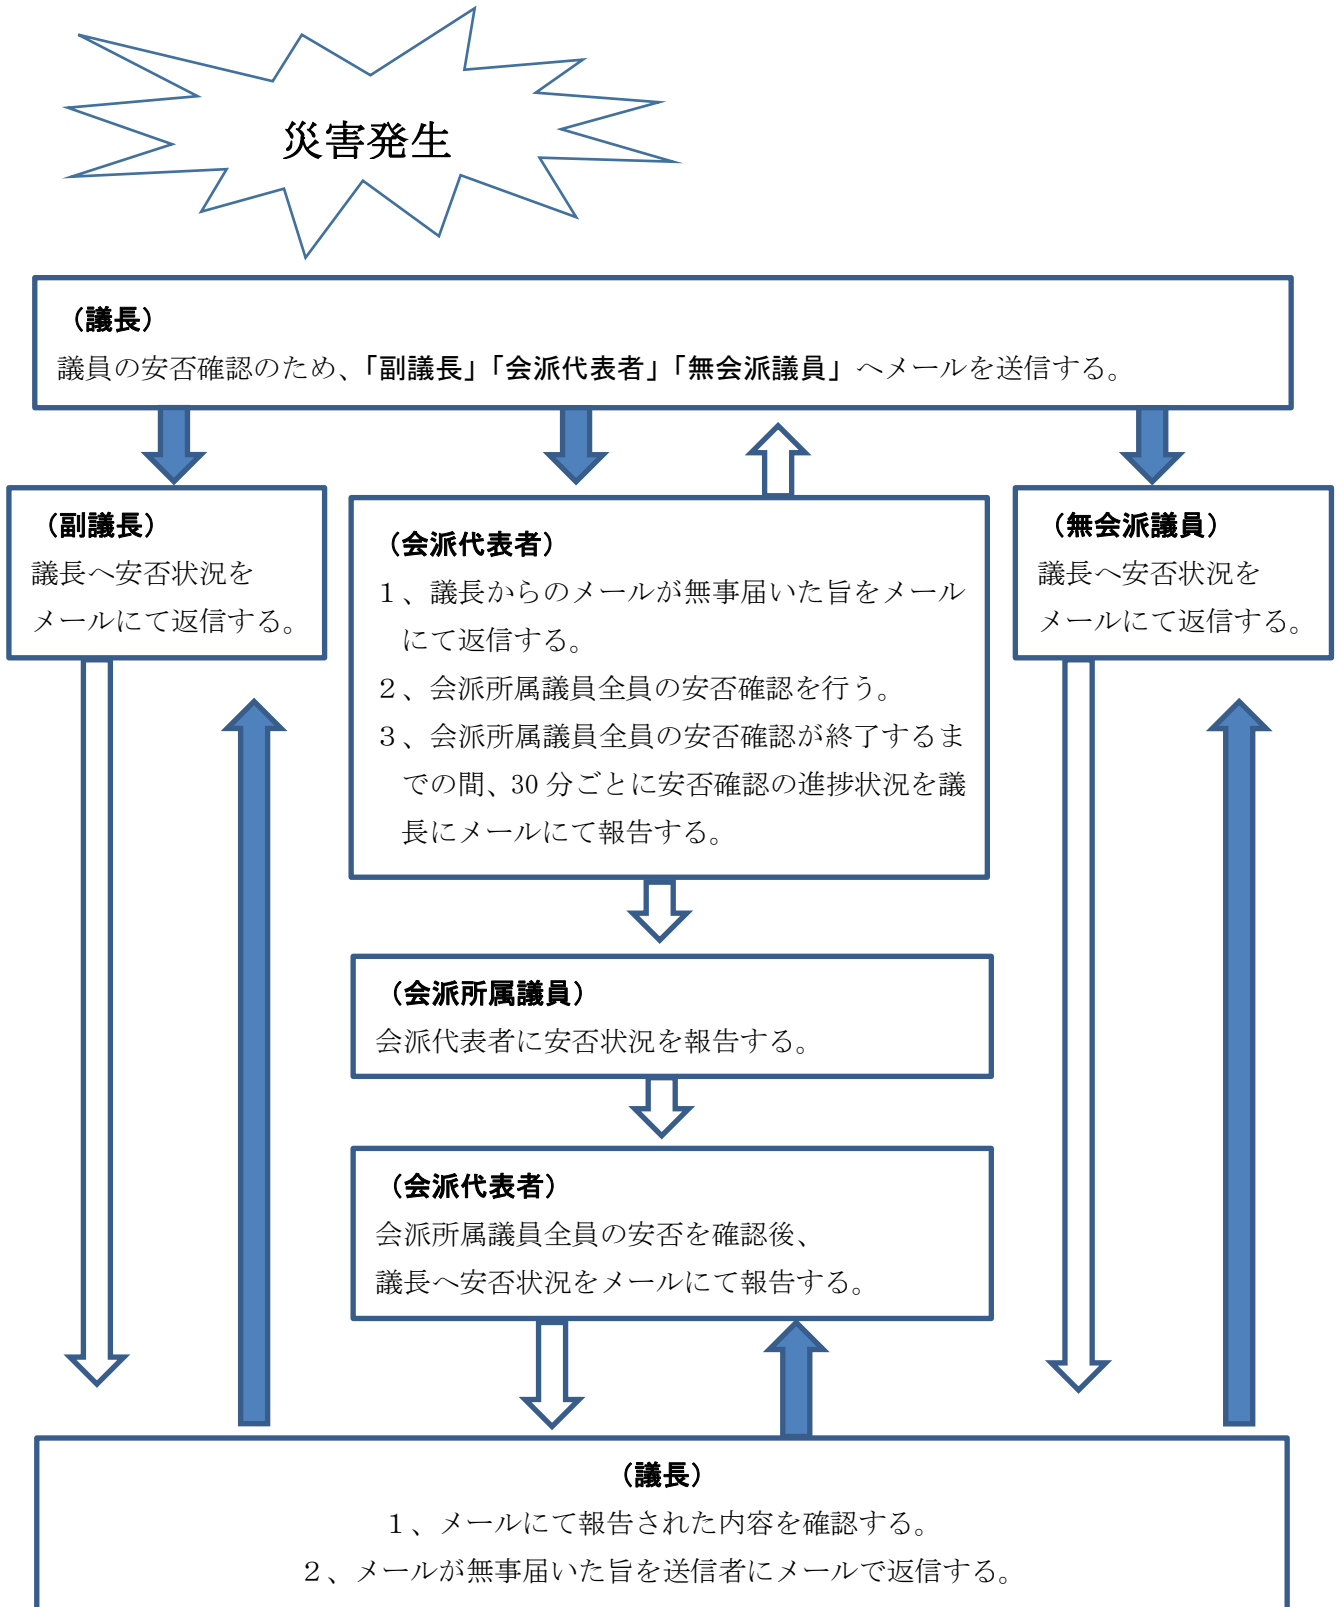 災害発生
（議長）
議員の安否確認のため、「副議長」「会派代表者」「無会派議員」へメールを送信する。
（副議長）
議長へ安否状況を
メールにて返信する。
（会派代表者）
１、議長からのメールが無事届いた旨をメール
にて返信する。
２、会派所属議員全員の安否確認を行う。
３、会派所属議員全員の安否確認が終了するま
での間、30 分ごとに安否確認の進捗状況を議
長にメールにて報告する。
（無会派議員）
議長へ安否状況を
メールにて返信する。
（会派所属議員）
会派代表者に安否状況を報告する。
（会派代表者）
会派所属議員全員の安否を確認後、
議長へ安否状況をメールにて報告する。
（議長）
１、メールにて報告された内容を確認する。
２、メールが無事届いた旨を送信者にメールで返信する。